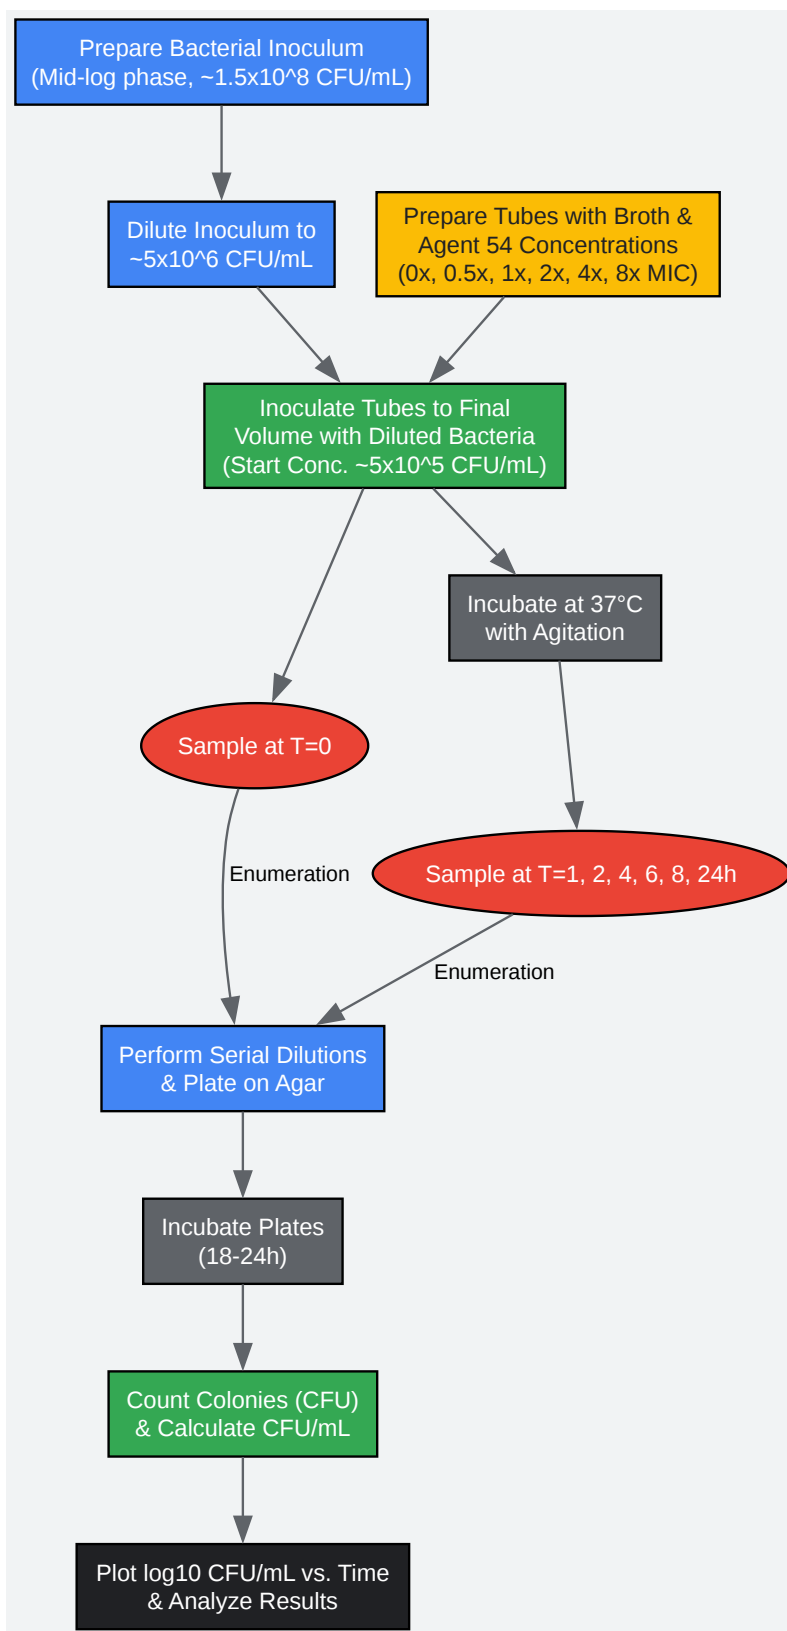 Prepare Bacterial Inoculum
(Mid-log phase, ~1.5x10^8 CFU/mL)
Dilute Inoculum to
~5x10^6 CFU/mL
Prepare Tubes with Broth &
Agent 54 Concentrations
(0x, 0.5x, 1x, 2x, 4x, 8x MIC)
Inoculate Tubes to Final
Volume with Diluted Bacteria
(Start Conc. ~5x10^5 CFU/mL)
Incubate at 37°C
with Agitation
Sample at T=0
Sample at T=1, 2, 4, 6, 8, 24h
Enumeration
Enumeration
Perform Serial Dilutions
& Plate on Agar
Incubate Plates
(18-24h)
Count Colonies (CFU)
& Calculate CFU/mL
Plot log10 CFU/mL vs. Time
& Analyze Results